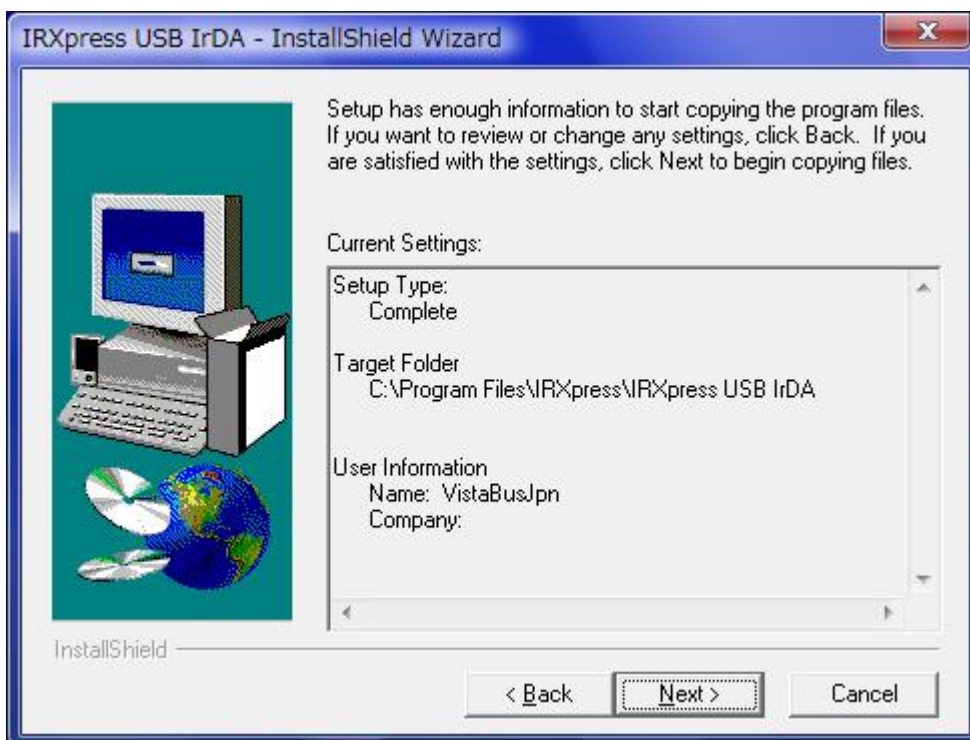 IRXpress USB IrDA - InstallShield Wizard
Setup has enough information to start copying the program files.
If you want to review or change any settings, click Back. If you
are satisfied with the settings, click Next to begin copying files.
Current Settings:
Setup Type:
Complete
Target Folder
C:\Program Files\IRXpress\IRXpress USB IrDA
User Information
Name: VistaBusJpn
Company:
InstallShield
< Back
Next >
Cancel